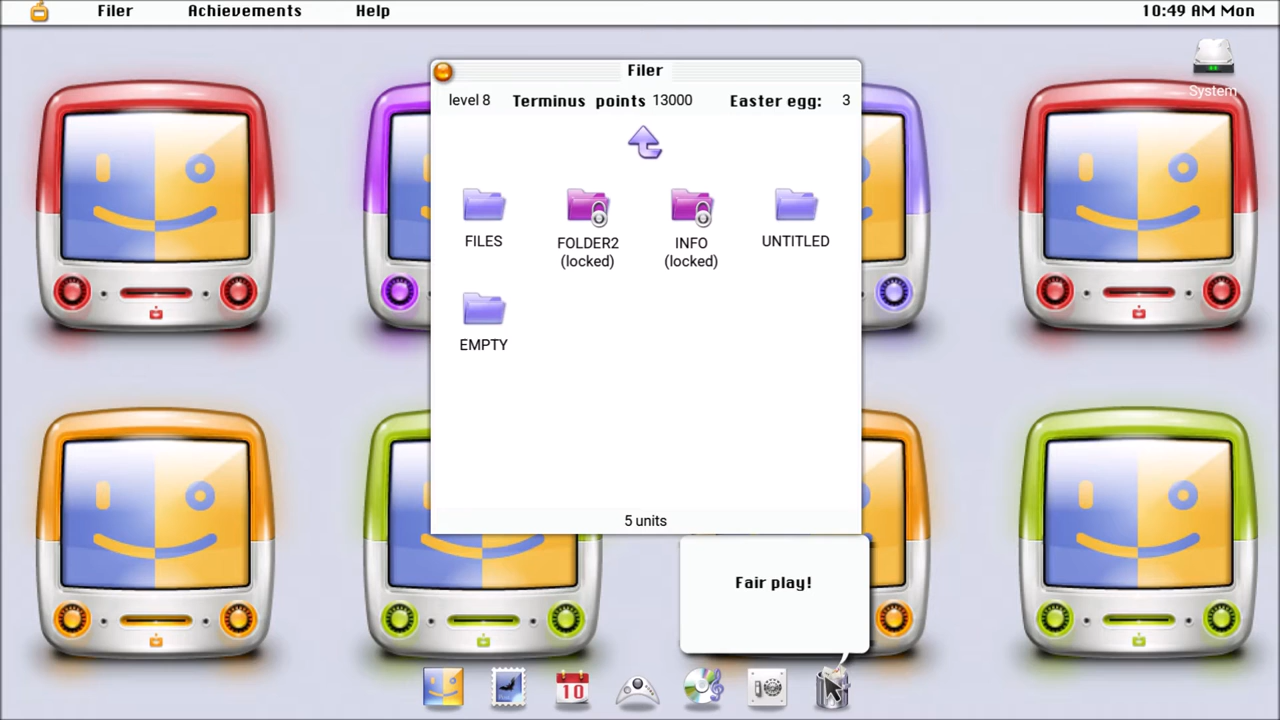 Filer Achievements Help 10:49 AM Mon
System
Filer
level 8 Terminus points 13000 Easter egg: 3
FILES
FOLDER2
(locked)
INFO
(locked)
UNTITLED
EMPTY
5 units
Fair play!
10